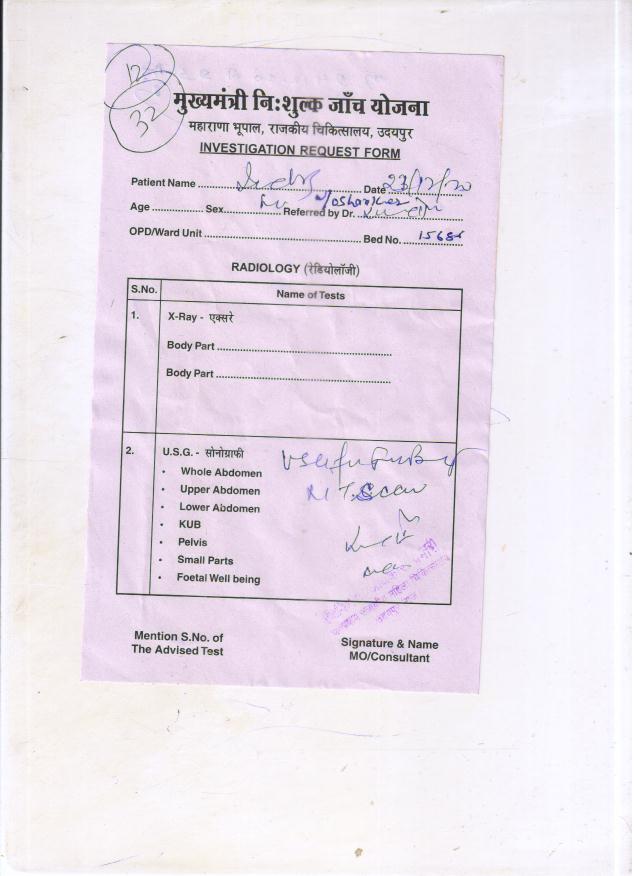 12
32
मुख्यमंत्री नि:शुल्क जाँच योजना
महाराणा भूपाल, राजकीय चिकित्सालय, उदयपुर
INVESTIGATION REQUEST FORM
Patient Name ............ Date 23/12/20
Age ............ Sex ............ Referred by Dr. ............
OPD/Ward Unit ............ Bed No.
RADIOLOGY (रेडियोलॉजी)
S.No. Name of Tests
1. X-Ray - एक्सरे
Body Part ............
Body Part ............
2. U.S.G. - सोनोग्राफी
• Whole Abdomen
• Upper Abdomen
• Lower Abdomen
• KUB
• Pelvis
• Small Parts
• Foetal Well being
Mention S.No. of
The Advised Test
Signature & Name
MO/Consultant